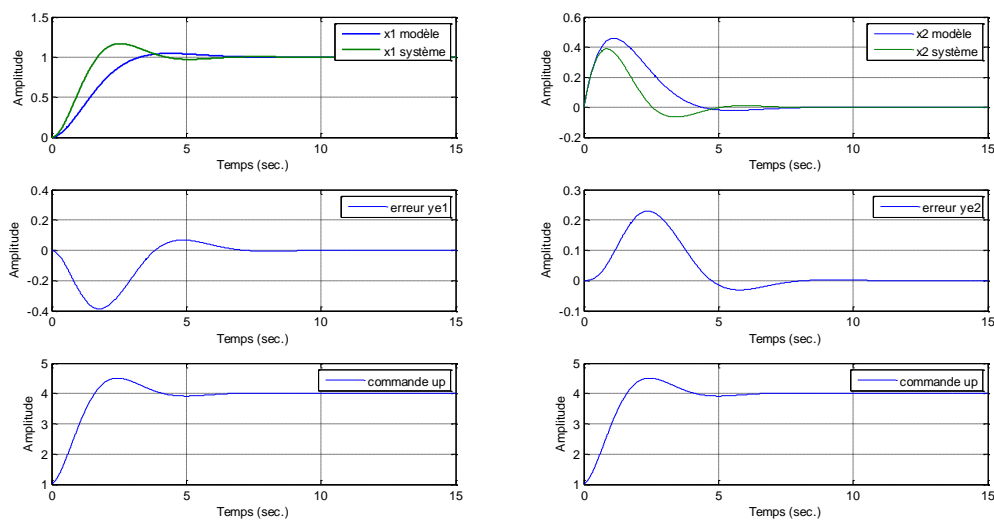 1.5
1
0.5
0
Amplitude
x1 modèle
x1 système
0 5 10 15
Temps (sec.)
0.6
0.4
0.2
0
-0.2
Amplitude
x2 modèle
x2 système
0 5 10 15
Temps (sec.)
0.4
0.2
0
-0.2
-0.4
Amplitude
erreur ye1
0 5 10 15
Temps (sec.)
0.3
0.2
0.1
0
-0.1
Amplitude
erreur ye2
0 5 10 15
Temps (sec.)
5
4
3
2
1
Amplitude
commande up
0 5 10 15
Temps (sec.)
5
4
3
2
1
Amplitude
commande up
0 5 10 15
Temps (sec.)